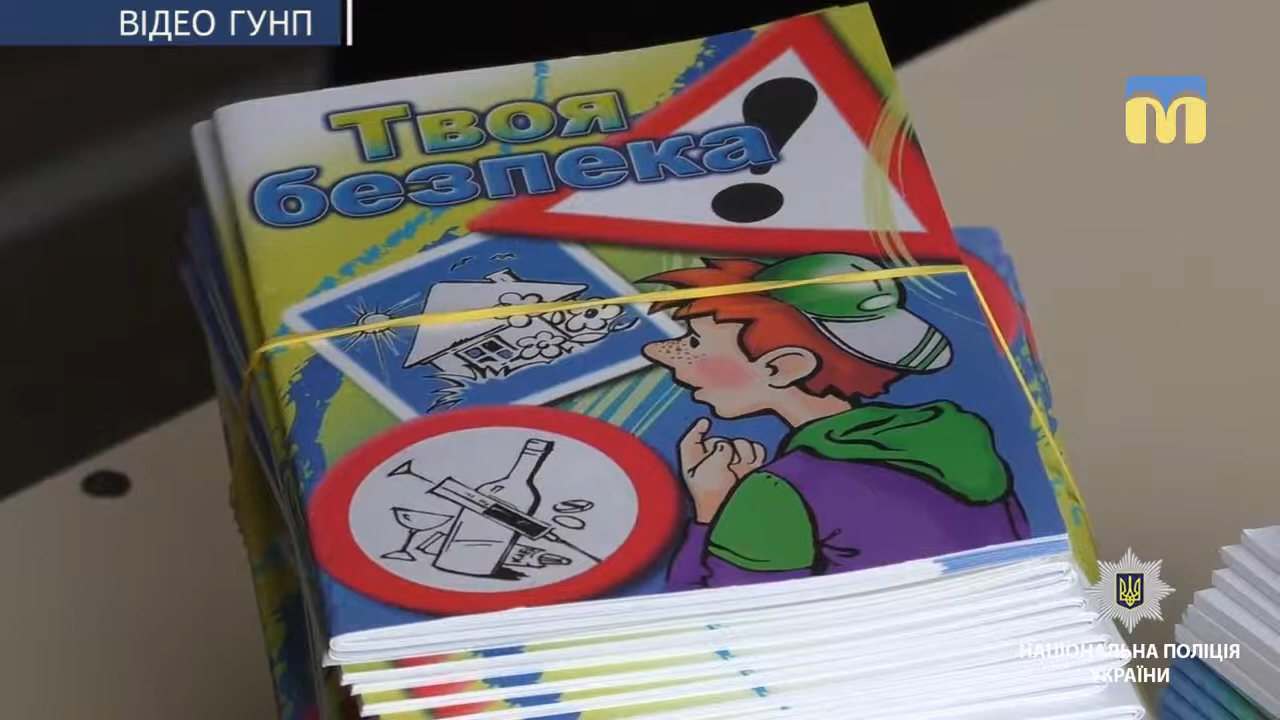 ВІДЕО ГУНП
Твоя
безпека
НАЦІОНАЛЬНА ПОЛІЦІЯ
УКРАЇНИ